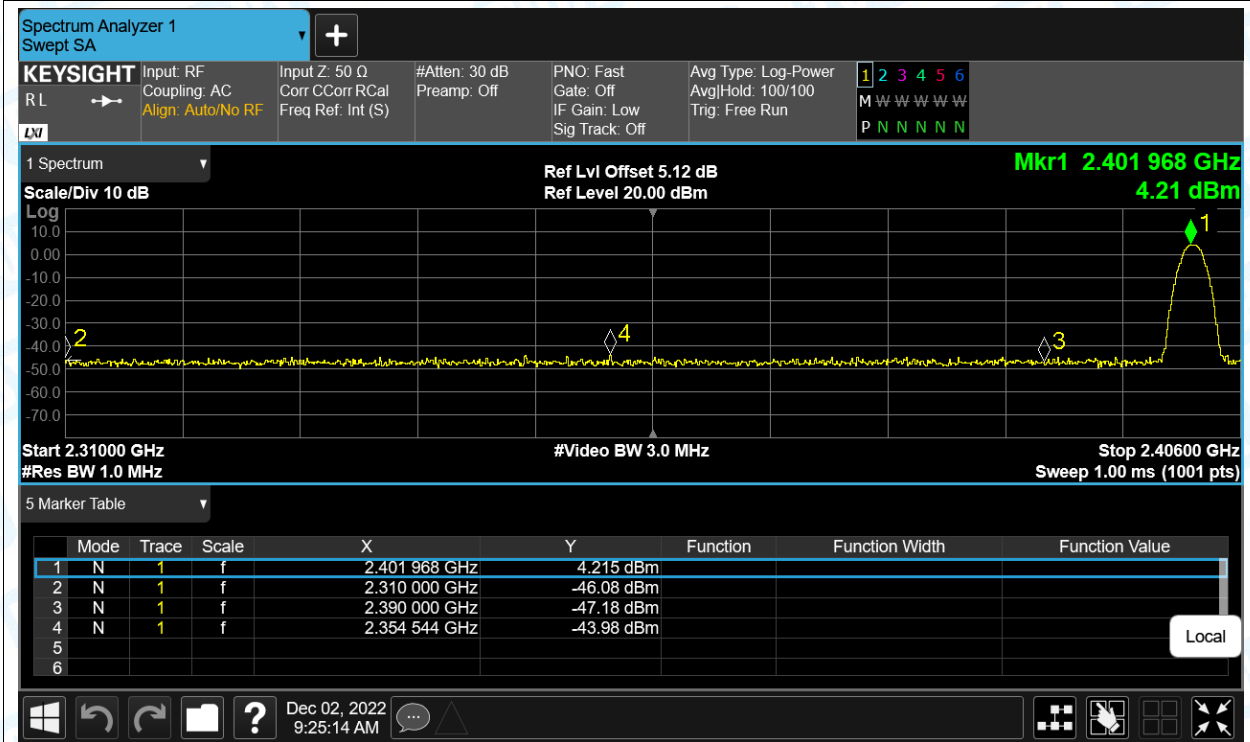 Spectrum Analyzer 1
Swept SA
+
KEYSIGHT
R L
LXI
Input: RF
Coupling: AC
Align: Auto/No RF
Input Z: 50 Ω
Corr CCorr RCal
Freq Ref: Int (S)
#Atten: 30 dB
Preamp: Off
PNO: Fast
Gate: Off
IF Gain: Low
Sig Track: Off
Avg Type: Log-Power
Avg|Hold: 100/100
Trig: Free Run
1 2 3 4 5 6
M W W W W W
P N N N N N
1 Spectrum
Scale/Div 10 dB
Ref Lvl Offset 5.12 dB
Ref Level 20.00 dBm
Mkr1 2.401 968 GHz
4.21 dBm
Log
10.0
0.00
-10.0
-20.0
-30.0
-40.0
-50.0
-60.0
-70.0
1
2
4
3
Start 2.31000 GHz
#Res BW 1.0 MHz
#Video BW 3.0 MHz
Stop 2.40600 GHz
Sweep 1.00 ms (1001 pts)
5 Marker Table
Mode Trace Scale X Y Function Function Width Function Value
1 N 1 f 2.401 968 GHz 4.215 dBm
2 N 1 f 2.310 000 GHz -46.08 dBm
3 N 1 f 2.390 000 GHz -47.18 dBm
4 N 1 f 2.354 544 GHz -43.98 dBm
5
6
Local
?
Dec 02, 2022
9:25:14 AM